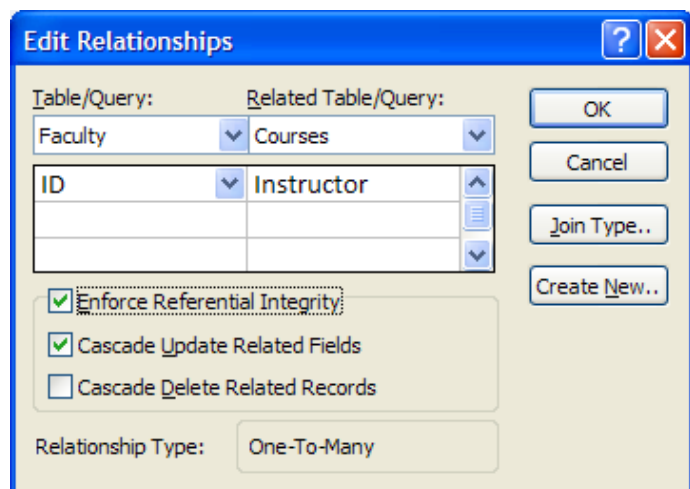 Edit Relationships
Table/Query: Related Table/Query:
Faculty Courses
ID Instructor
Enforce Referential Integrity
Cascade Update Related Fields
Cascade Delete Related Records
Relationship Type: One-To-Many
OK
Cancel
Join Type..
Create New..